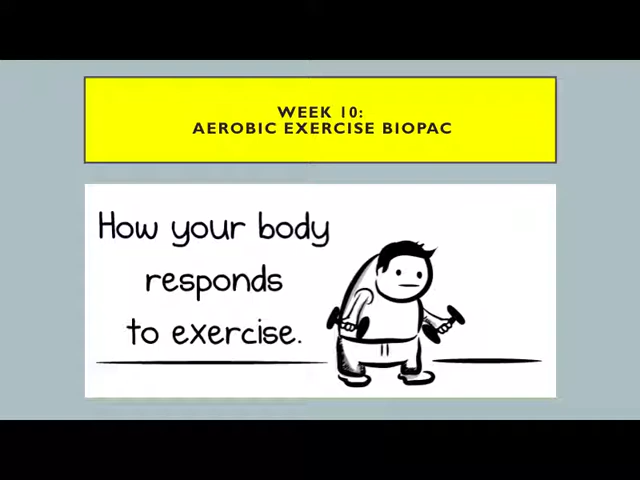 WEEK 10:
AEROBIC EXERCISE BIOPAC
How your body
responds
to exercise.